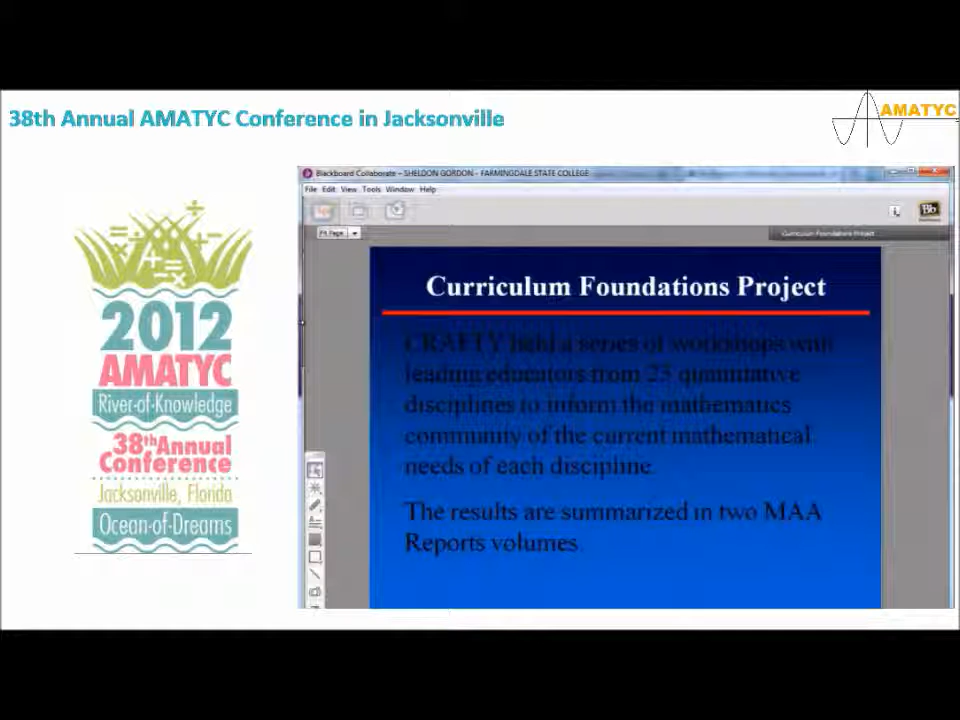 38th Annual AMATYC Conference in Jacksonville
AMATYC
Blackboard Collaborate – SHELDON GORDON - FARMINGDALE STATE COLLEGE
File Edit View Tools Window Help
Bb
Fit Page
Curriculum Foundations Project
Curriculum Foundations Project
CRAFTY held a series of workshops with
leading educators from 23 quantitative
disciplines to inform the mathematics
community of the current mathematical
needs of each discipline
The results are summarized in two MAA
Reports volumes
2012
AMATYC
River-of-Knowledge
38th Annual
Conference
Jacksonville, Florida
Ocean-of-Dreams